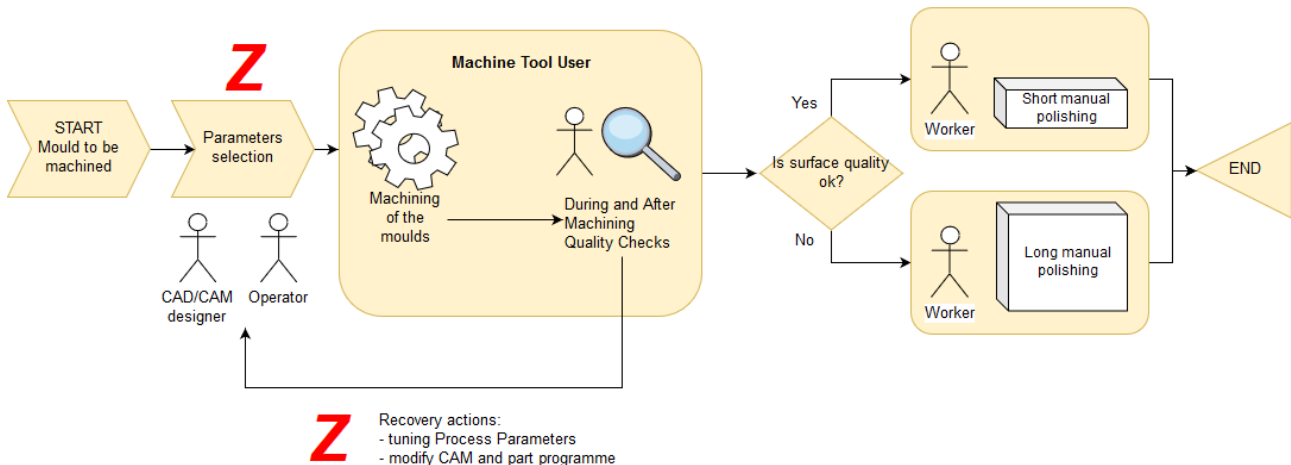 Z
Machine Tool User
START
Mould to be
machined
Parameters
selection
Machining
of the
moulds
During and After
Machining
Quality Checks
CAD/CAM
designer
Operator
Yes
Is surface quality
ok?
No
Worker
Short manual
polishing
Worker
Long manual
polishing
END
Z
Recovery actions:
- tuning Process Parameters
- modify CAM and part programme